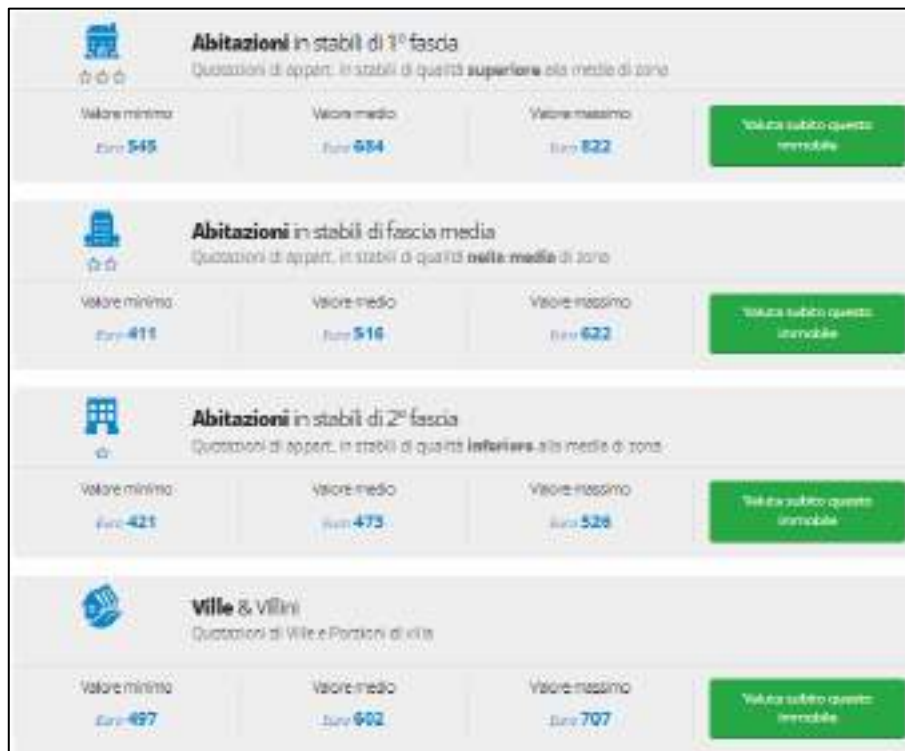 Abitazioni in stabili di 1° fascia
Quotazioni di appart. in stabili di qualità superiore alla media di zona
Valore minimo
Valore medio
Valore massimo
Euro 545
Euro 684
Euro 822
Valuta subito questo
immobile
Abitazioni in stabili di fascia media
Quotazioni di appart. in stabili di qualità nella media di zona
Valore minimo
Valore medio
Valore massimo
Euro 411
Euro 516
Euro 622
Valuta subito questo
immobile
Abitazioni in stabili di 2° fascia
Quotazioni di appart. in stabili di qualità inferiore alla media di zona
Valore minimo
Valore medio
Valore massimo
Euro 421
Euro 473
Euro 526
Valuta subito questo
immobile
Ville & Villini
Quotazioni di Ville e Porzioni di villa
Valore minimo
Valore medio
Valore massimo
Euro 497
Euro 602
Euro 707
Valuta subito questo
immobile